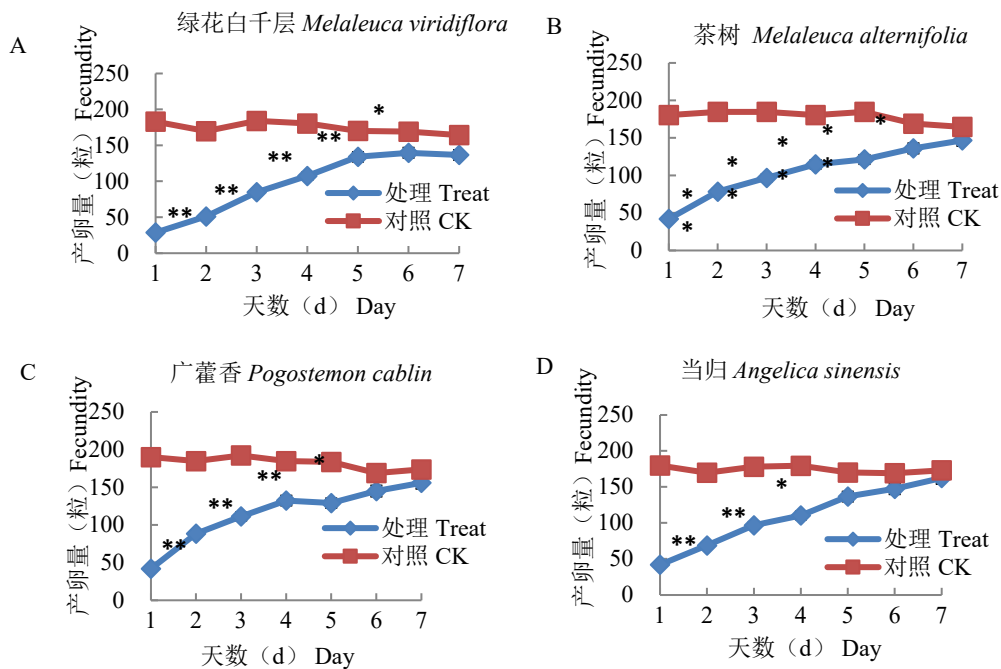 A
绿花白千层 Melaleuca viridiflora
产卵量（粒）Fecundity
250
200
150
100
50
0
*
**
**
**
**
处理 Treat
对照 CK
1 2 3 4 5 6 7
天数（d） Day
B
茶树 Melaleuca alternifolia
产卵量（粒）Fecundity
250
200
150
100
50
0
*
*
*
*
*
*
*
*
*
处理 Treat
对照 CK
1 2 3 4 5 6 7
天数（d） Day
C
广藿香 Pogostemon cablin
产卵量（粒）Fecundity
250
200
150
100
50
0
*
**
**
**
处理 Treat
对照 CK
1 2 3 4 5 6 7
天数（d） Day
D
当归 Angelica sinensis
产卵量（粒）Fecundity
250
200
150
100
50
0
*
**
**
处理 Treat
对照 CK
1 2 3 4 5 6 7
天数（d） Day